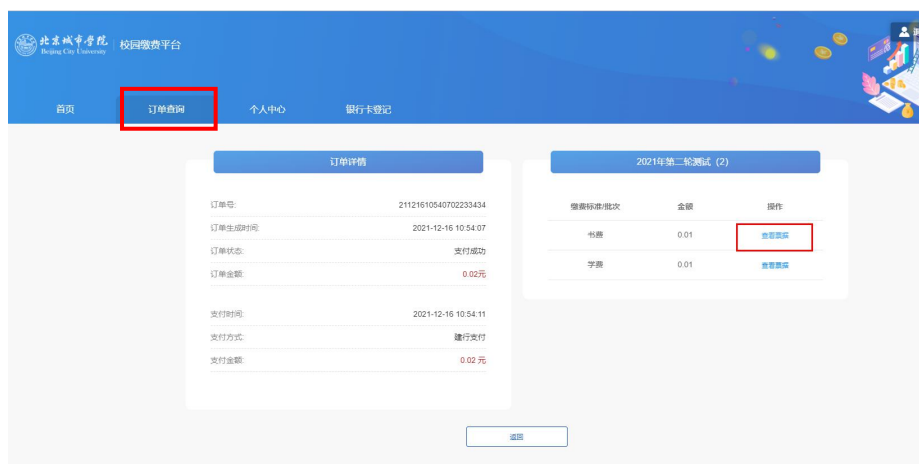 北京城市学院 校园缴费平台
Beijing City University
首页 订单查询 个人中心 银行卡登记
订单详情
订单号: 21121610540702233434
订单生成时间: 2021-12-16 10:54:07
订单状态: 支付成功
订单金额: 0.02元
支付时间: 2021-12-16 10:54:11
支付方式: 建行支付
支付金额: 0.02 元
2021年第二轮测试 (2)
缴费标准/批次 金额 操作
书费 0.01 查看票据
学费 0.01 查看票据
返回